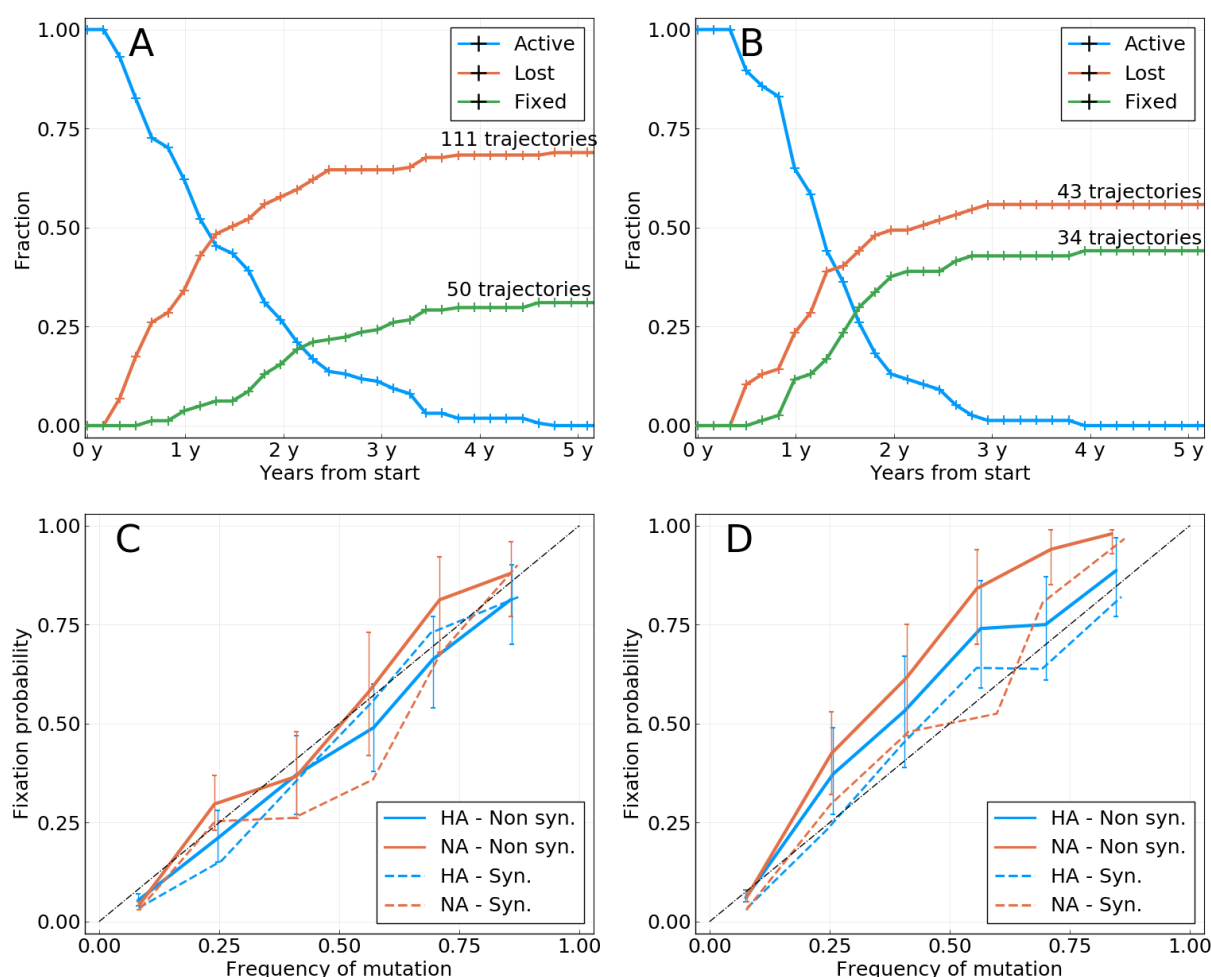 A
Active
Lost
Fixed
111 trajectories
50 trajectories
1.00
0.75
0.50
0.25
0.00
Fraction
0 y
1 y
2 y
3 y
4 y
5 y
Years from start
B
Active
Lost
Fixed
43 trajectories
34 trajectories
1.00
0.75
0.50
0.25
0.00
Fraction
0 y
1 y
2 y
3 y
4 y
5 y
Years from start
C
1.00
0.75
0.50
0.25
0.00
Fixation probability
HA - Non syn.
NA - Non syn.
HA - Syn.
NA - Syn.
0.00
0.25
0.50
0.75
1.00
Frequency of mutation
D
1.00
0.75
0.50
0.25
0.00
Fixation probability
HA - Non syn.
NA - Non syn.
HA - Syn.
NA - Syn.
0.00
0.25
0.50
0.75
1.00
Frequency of mutation